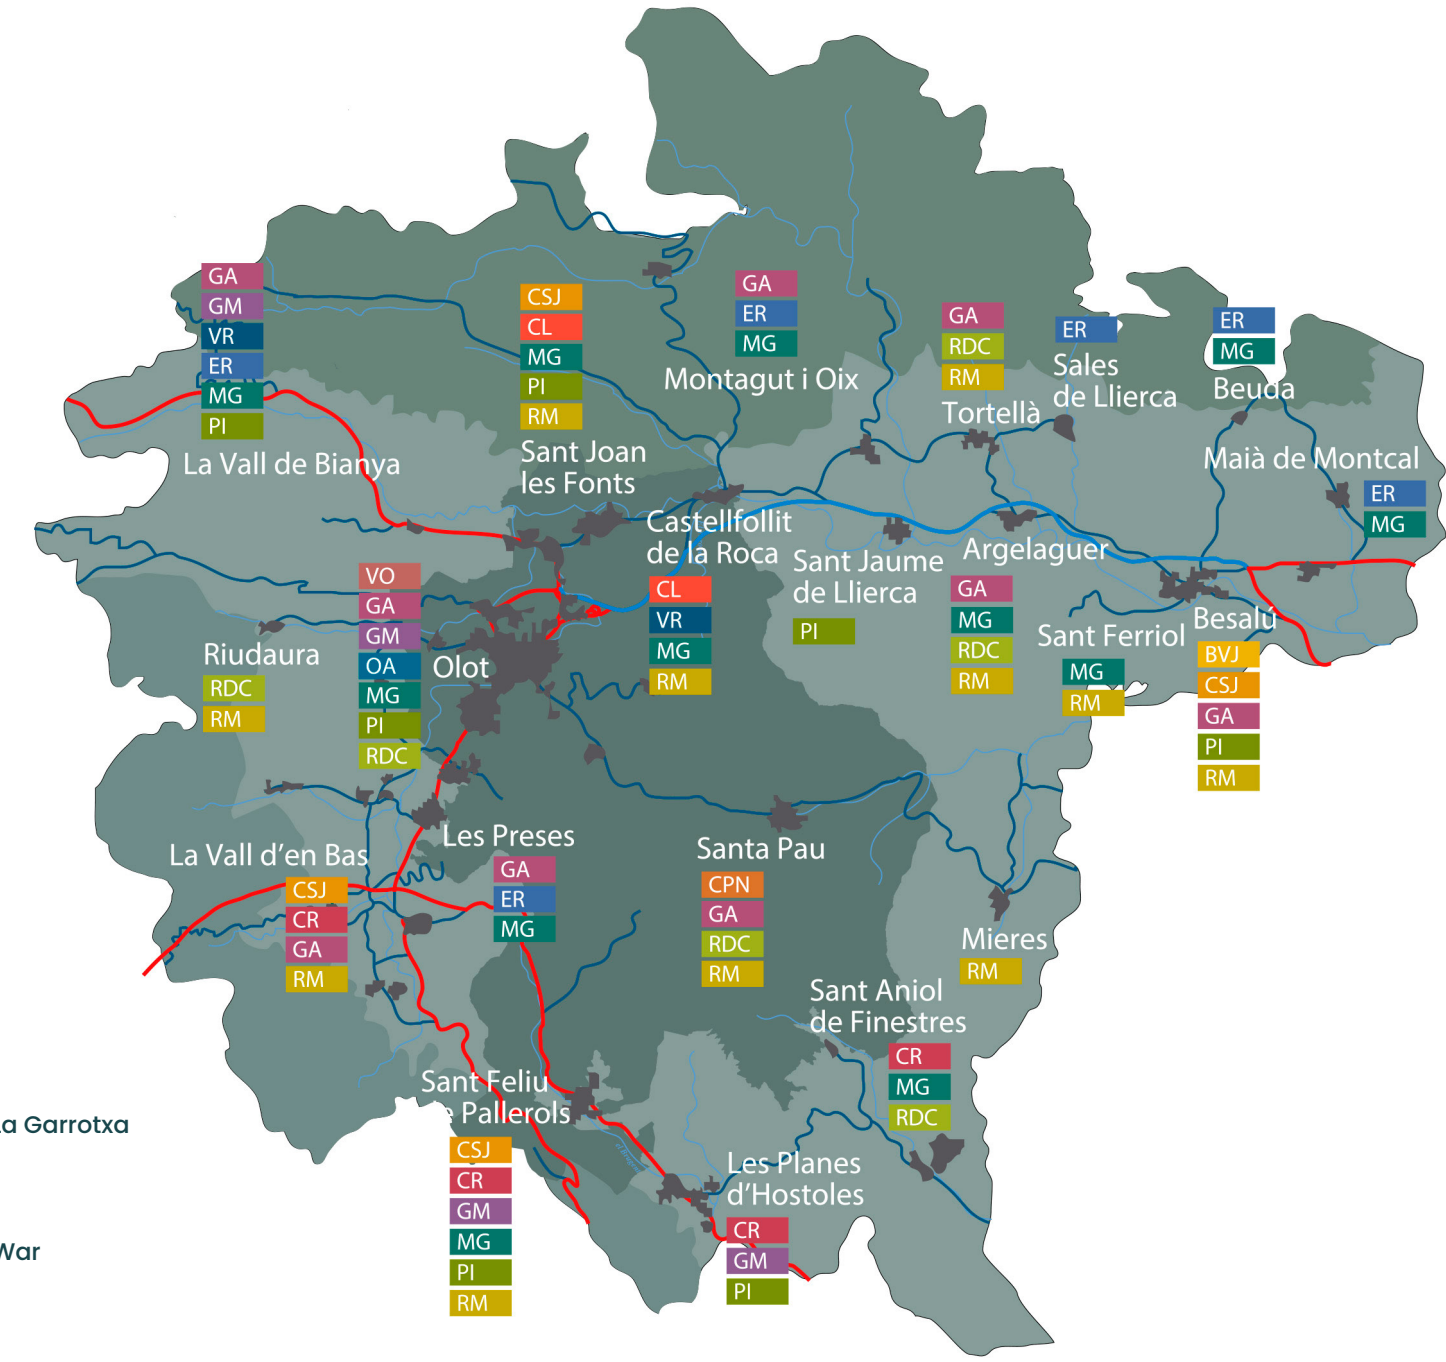 GA
GM
VR
ER
MG
PI
La Vall de Bianya
CSJ
CL
MG
PI
RM
Sant Joan
les Fonts
GA
ER
MG
Montagut i Oix
GA
RDC
RM
Tortellà
ER
Sales
de Llierca
ER
MG
Beuda
Maià de Montcal
ER
MG
Castellfollit
de la Roca
CL
VR
MG
RM
Sant Jaume
de Llierca
PI
Argelaguer
GA
MG
RDC
RM
Sant Ferriol
MG
RM
Besalú
BVJ
CSJ
GA
PI
RM
Riudaura
RDC
RM
VO
GA
GM
OA
MG
PI
RDC
Olot
La Vall d'en Bas
CSJ
CR
GA
RM
Les Preses
GA
ER
MG
Santa Pau
CPN
GA
RDC
RM
Mieres
RM
Sant Aniol
de Finestres
CR
MG
RDC
Sant Feliu
e Pallerols
CSJ
CR
GM
MG
PI
RM
Les Planes
d'Hostoles
CR
GM
PI
La Garrotxa
War